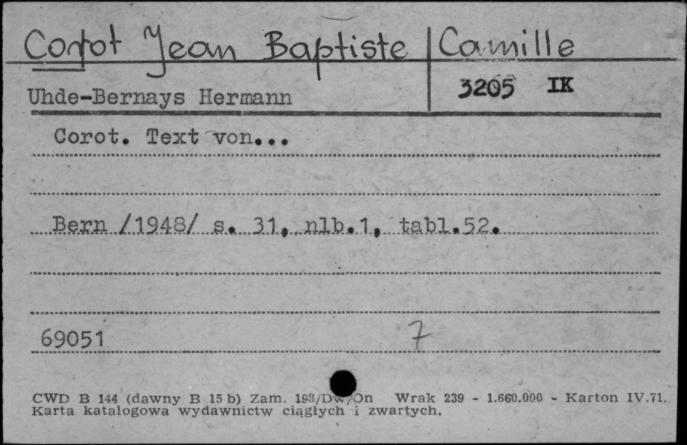 Corot Jean Baptiste Camille
3205 IK
Uhde-Bernays Hermann
Corot. Text von...
Bern /1948/ s. 31, nlb.1, tabl.52.
69051 7
CWD B 144 (dawny B 15 b) Zam. 193/Dw/On Wrak 239 - 1.660.000 - Karton IV.71.
Karta katalogowa wydawnictw ciągłych i zwartych.